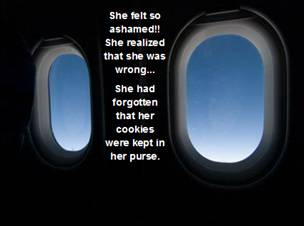 She felt so
ashamed!!
She realized
that she was
wrong...
She had
forgotten
that her
cookies
were kept in
her purse.